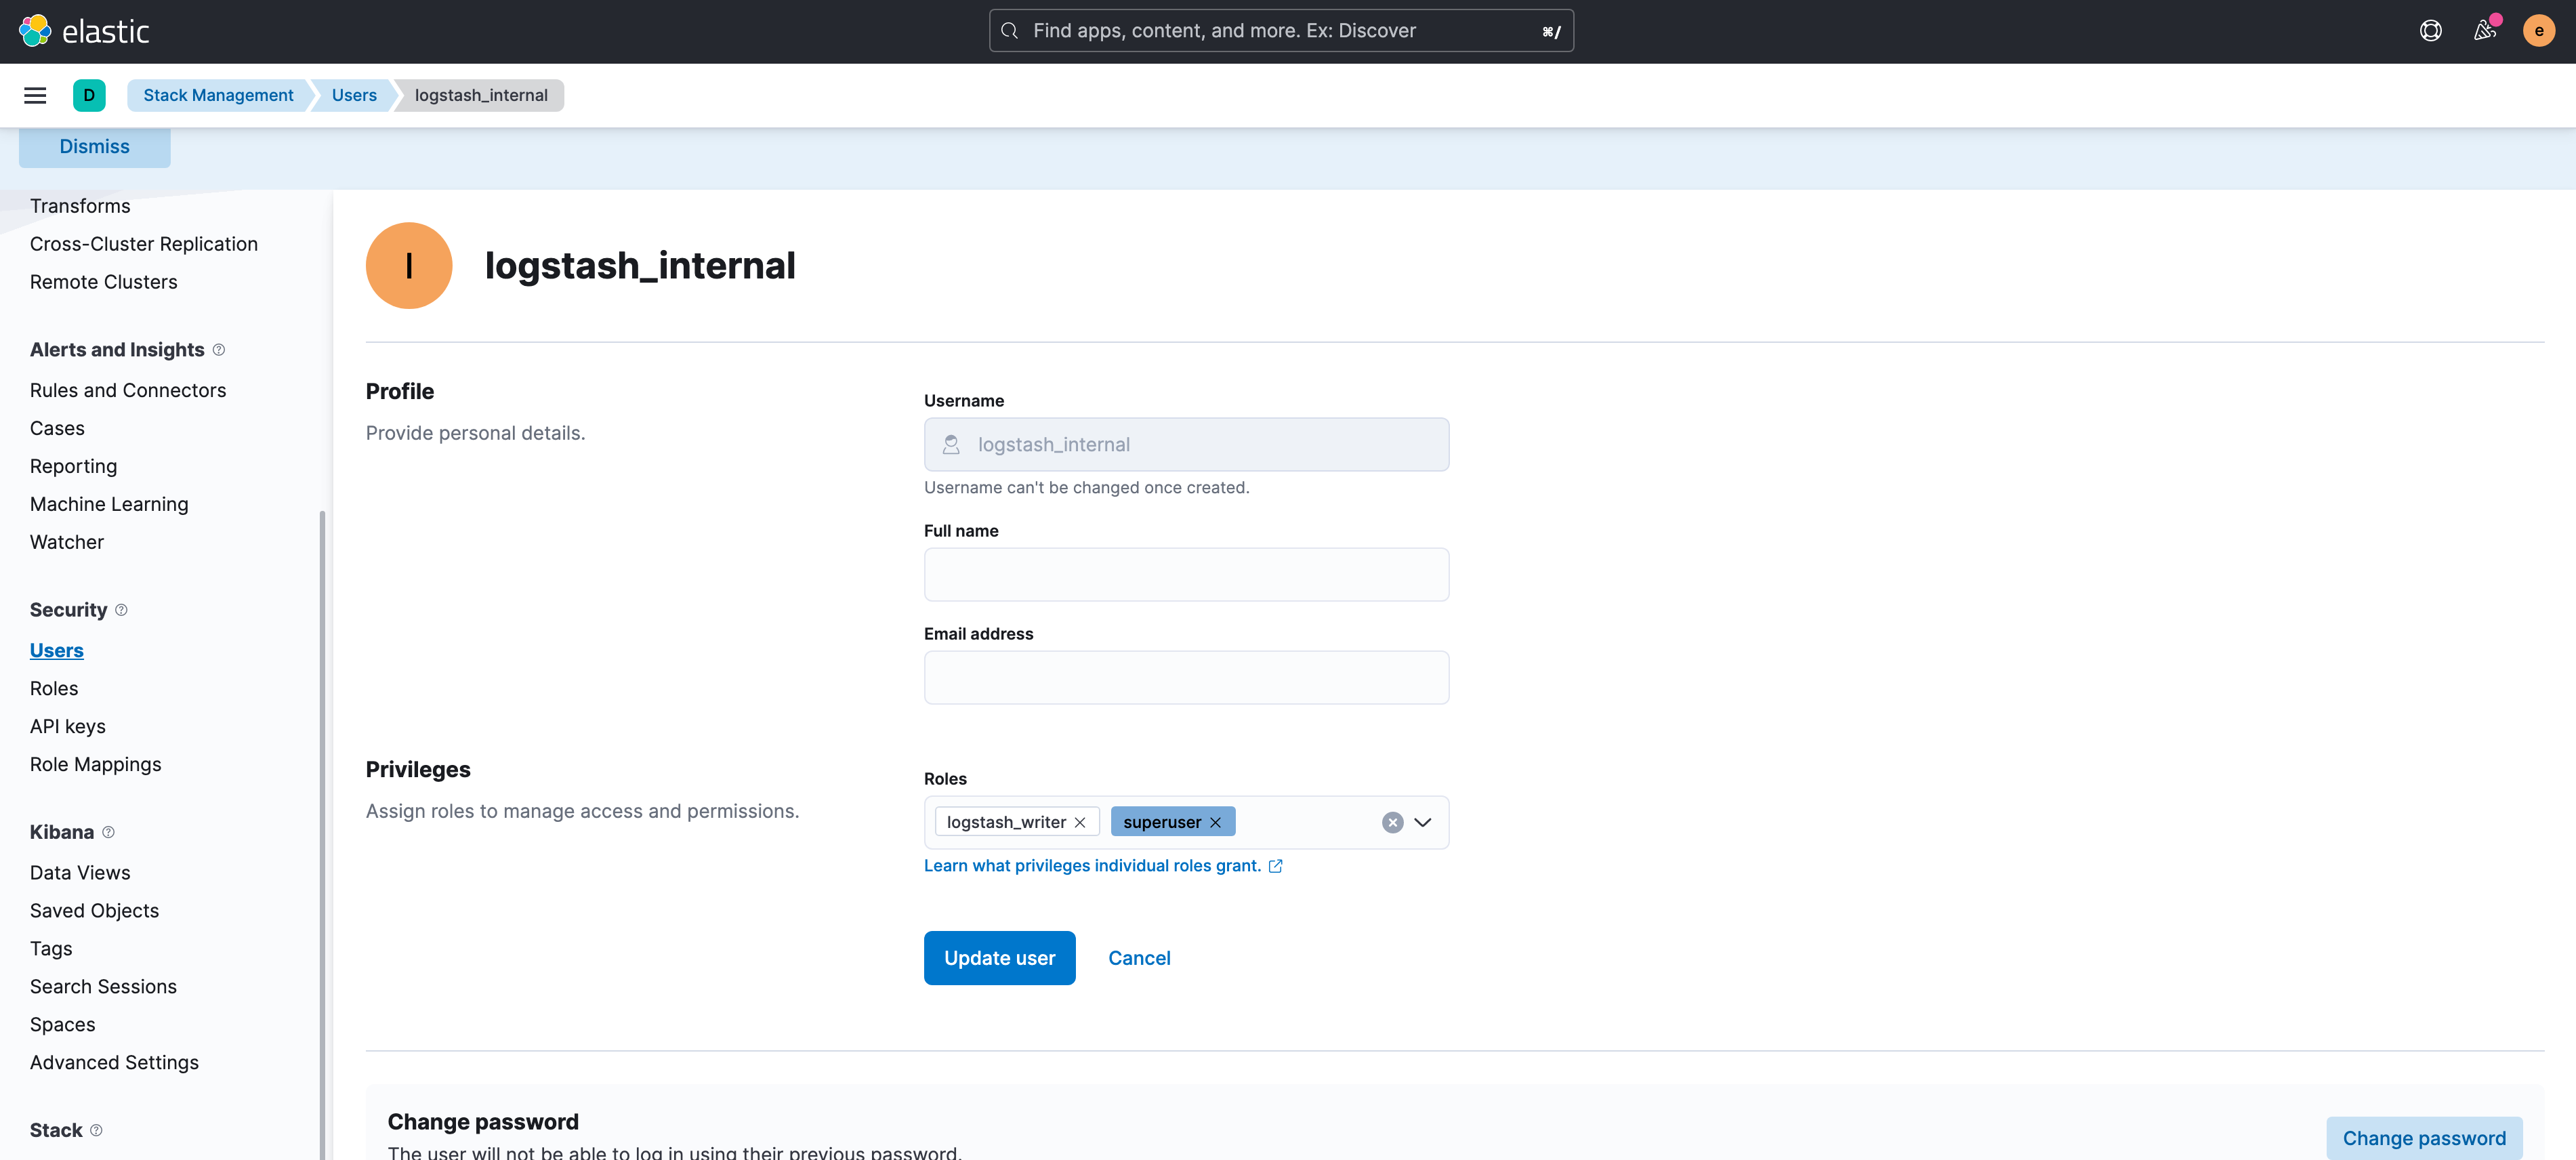 elastic
Find apps, content, and more. Ex: Discover
⌘/
e
D
Stack Management
Users
logstash_internal
Dismiss
Transforms
Cross-Cluster Replication
Remote Clusters
Alerts and Insights
Rules and Connectors
Cases
Reporting
Machine Learning
Watcher
Security
Users
Roles
API keys
Role Mappings
Kibana
Data Views
Saved Objects
Tags
Search Sessions
Spaces
Advanced Settings
Stack
l
logstash_internal
Profile
Provide personal details.
Username
logstash_internal
Username can't be changed once created.
Full name
Email address
Privileges
Assign roles to manage access and permissions.
Roles
logstash_writer
superuser
Learn what privileges individual roles grant.
Update user
Cancel
Change password
The user will not be able to log in using their previous password.
Change password